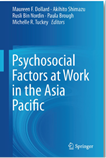 Maureen F. Dollard · Akihito Shimazu
Rusli Bin Nordin · Paula Brough
Michelle R. Tuckey Editors
Psychosocial
Factors at Work
in the Asia
Pacific
Springer